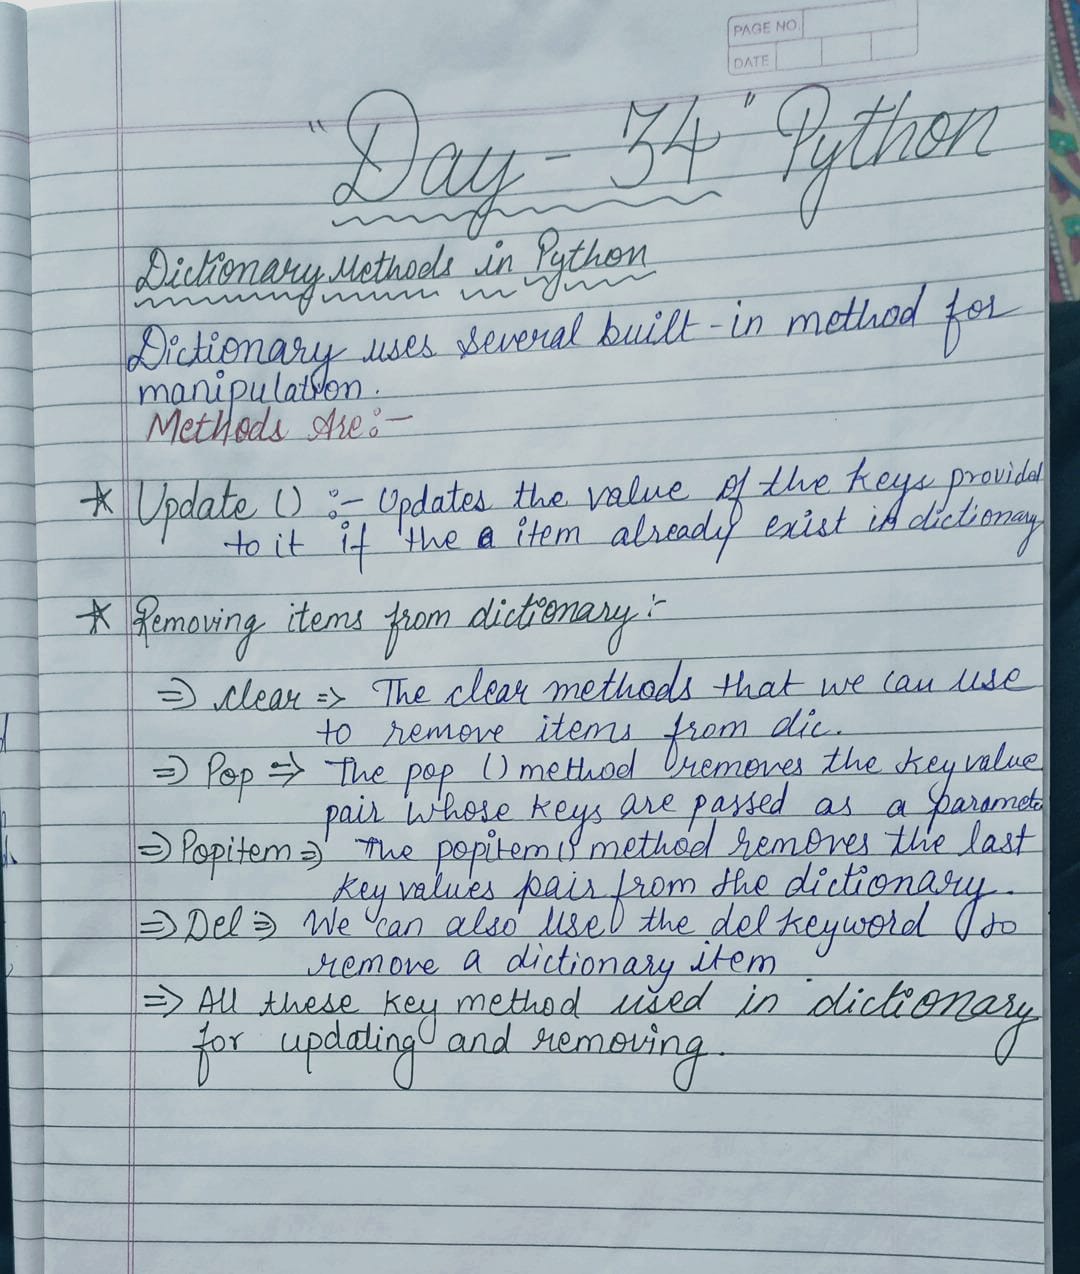 PAGE NO.
DATE
"Day - 34" Python
Dictionary Methods in Python
Dictionary uses several built-in method for
manipulation.
Methods Are:-
* Update () :- Updates the value of the keys provided
to it if the a item already exist in dictionary
* Removing items from dictionary:-
=> clear => The clear methods that we can use
to remove items from dic.
=> Pop => The pop () method removes the key value
pair whose keys are passed as a paramete
=> Popitem => The popitem() method removes the last
key values pair from the dictionary.
=> Del => We can also use the del keyword to
remove a dictionary item
=> All these key method used in dictionary
for updating and removing.